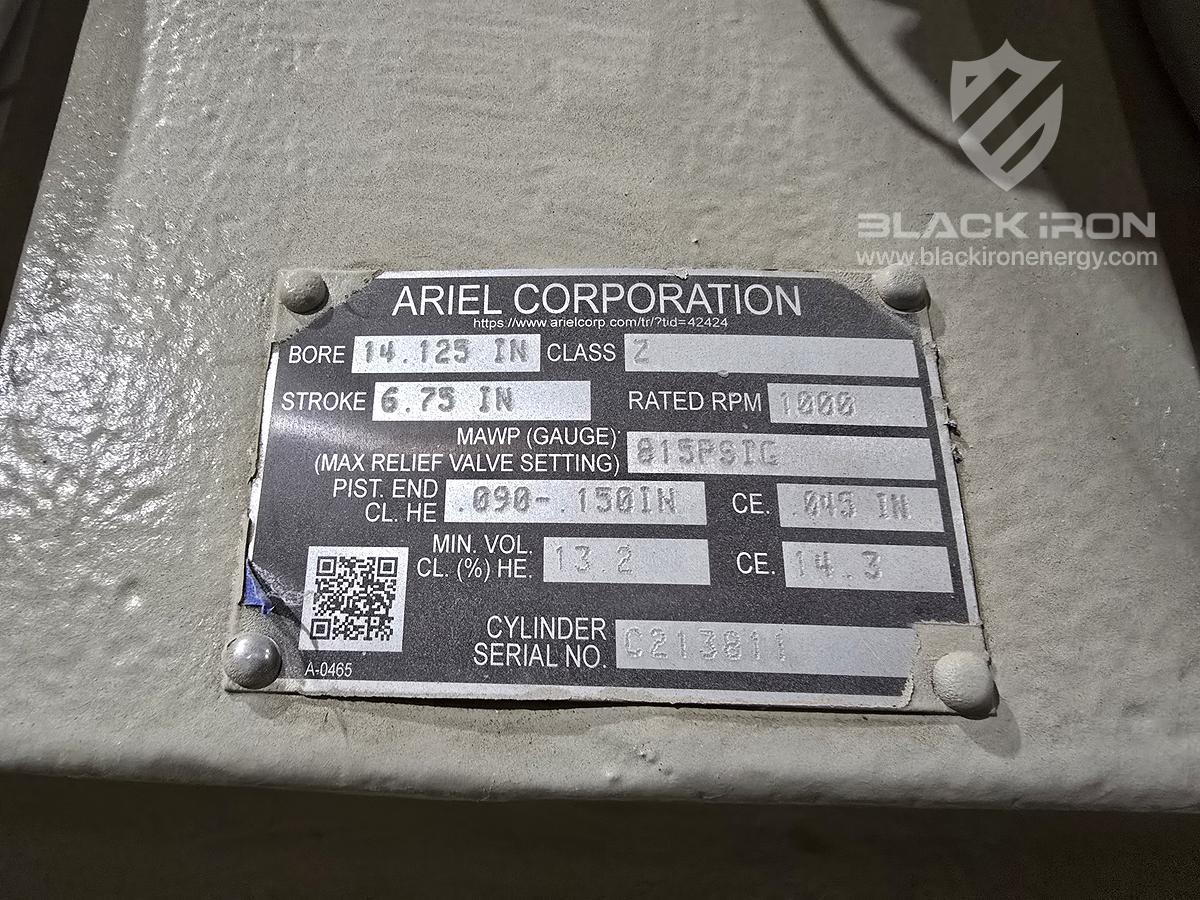 BLACK IRON
www.blackironenergy.com
ARIEL CORPORATION
https://www.arielcorp.com/tr/?tid=42424
BORE 14.125 IN CLASS Z
STROKE 6.75 IN RATED RPM 1000
MAWP (GAUGE)
(MAX RELIEF VALVE SETTING) 815PSIG
PIST. END
CL. HE .090-.150IN CE. .045 IN
MIN. VOL.
CL. (%) HE. 13.2 CE. 14.3
CYLINDER
SERIAL NO. C213811
A-0465